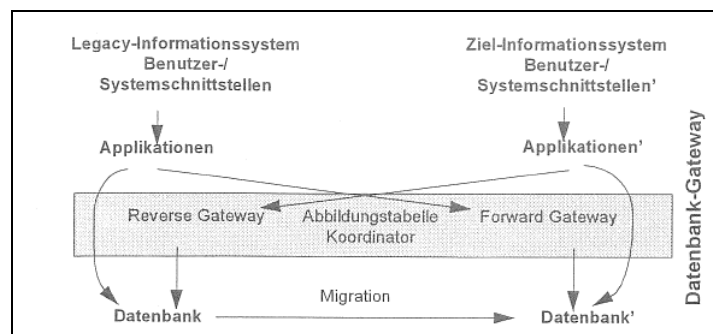 Legacy-Informationssystem
Benutzer-/
Systemschnittstellen
Ziel-Informationssystem
Benutzer-/
Systemschnittstellen'
Applikationen
Applikationen'
Reverse Gateway
Abbildungstabelle
Koordinator
Forward Gateway
Datenbank-Gateway
Datenbank
Migration
Datenbank'